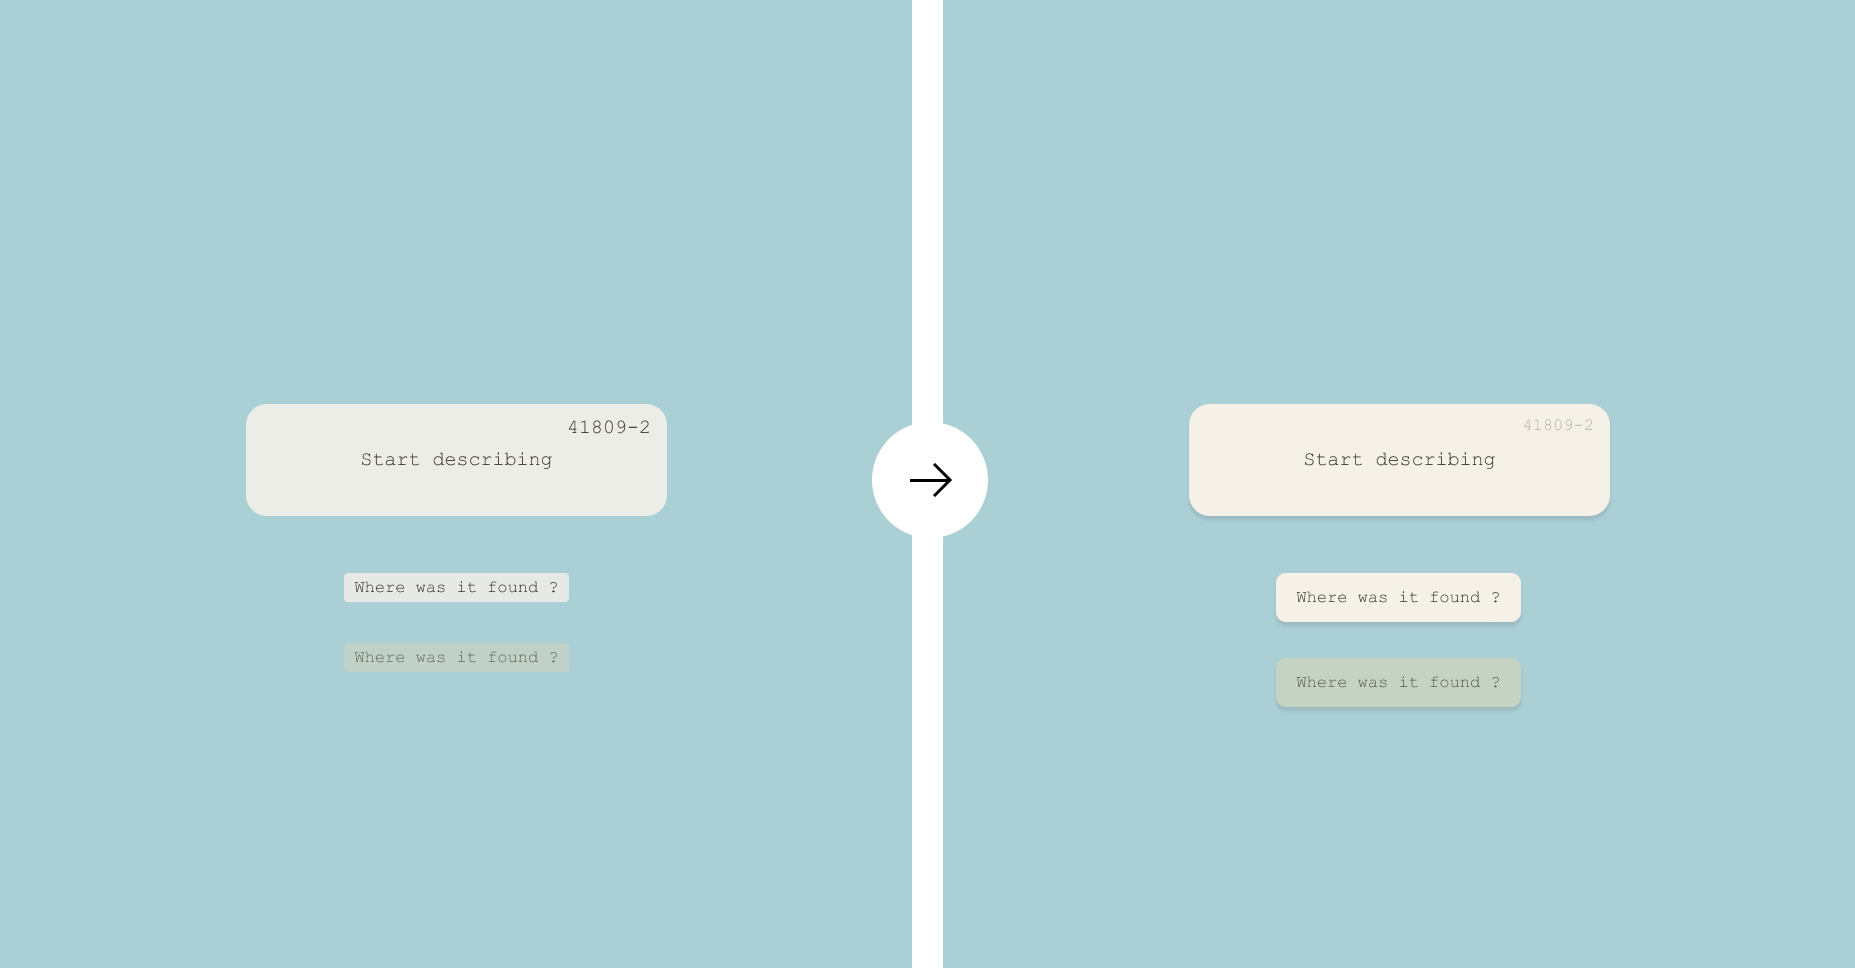 41809-2
Start describing
Where was it found ?
Where was it found ?
41809-2
Start describing
Where was it found ?
Where was it found ?